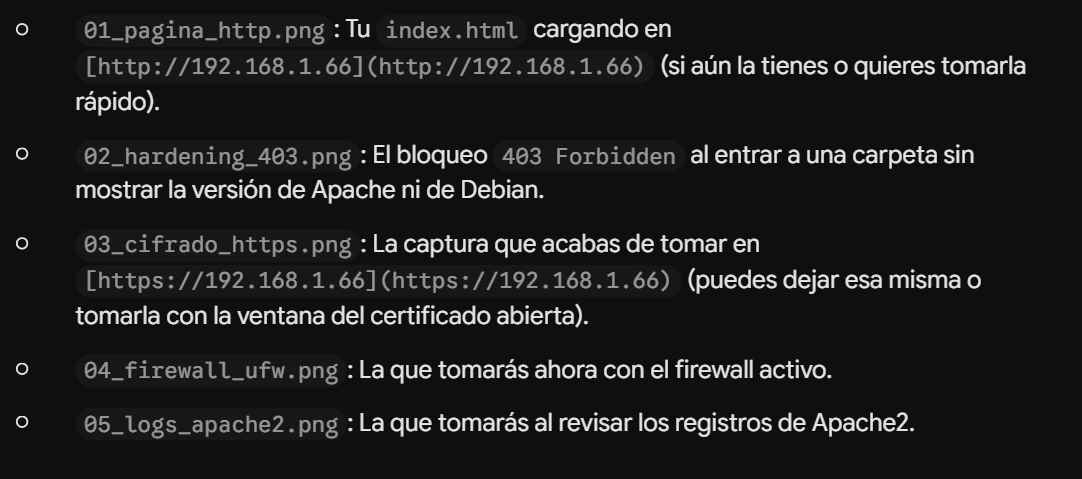 01_pagina_http.png : Tu index.html cargando en
[http://192.168.1.66](http://192.168.1.66) (si aún la tienes o quieres tomarla
rápido).
02_hardening_403.png : El bloqueo 403 Forbidden al entrar a una carpeta sin
mostrar la versión de Apache ni de Debian.
03_cifrado_https.png : La captura que acabas de tomar en
[https://192.168.1.66](https://192.168.1.66) (puedes dejar esa misma o
tomarla con la ventana del certificado abierta).
04_firewall_ufw.png : La que tomarás ahora con el firewall activo.
05_logs_apache2.png : La que tomarás al revisar los registros de Apache2.